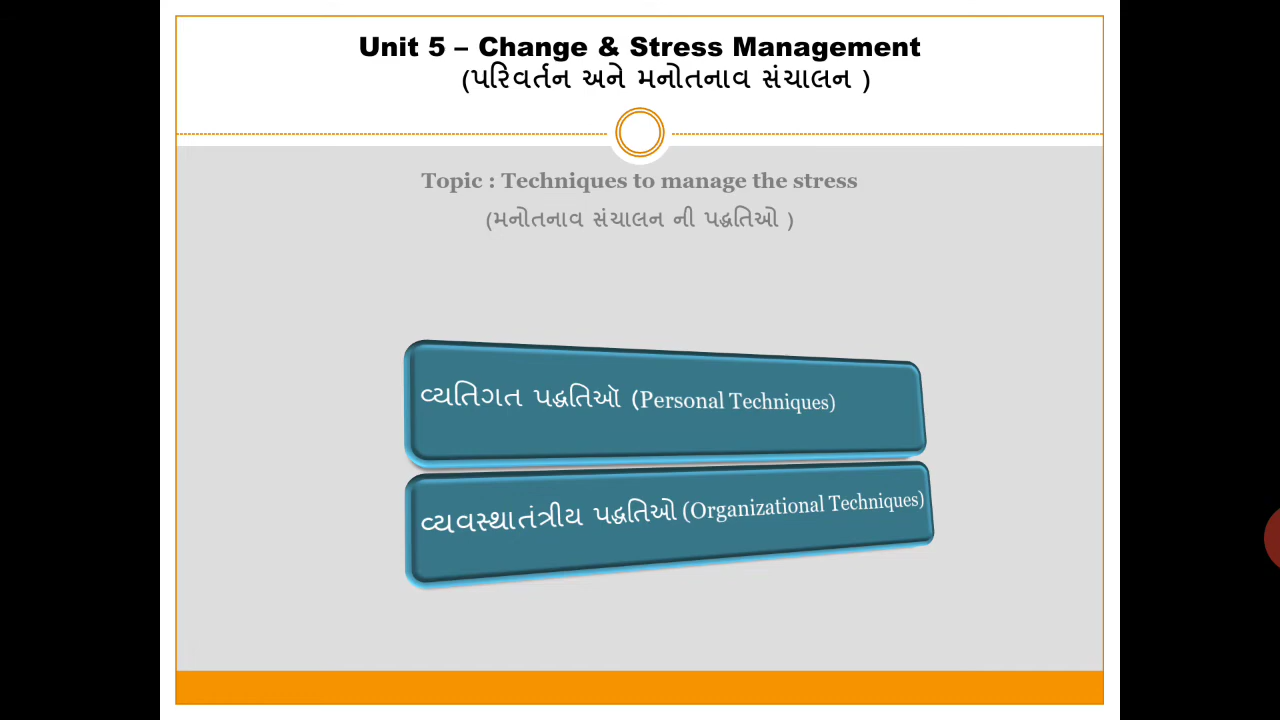 Unit 5 – Change & Stress Management
(પરિવર્તન અને મનોતનાવ સંચાલન )
Topic : Techniques to manage the stress
(મનોતનાવ સંચાલન ની પદ્ધતિઓ )
વ્યતિગત પદ્ધતિઑ (Personal Techniques)
વ્યવસ્થાતંત્રીય પદ્ધતિઓ (Organizational Techniques)